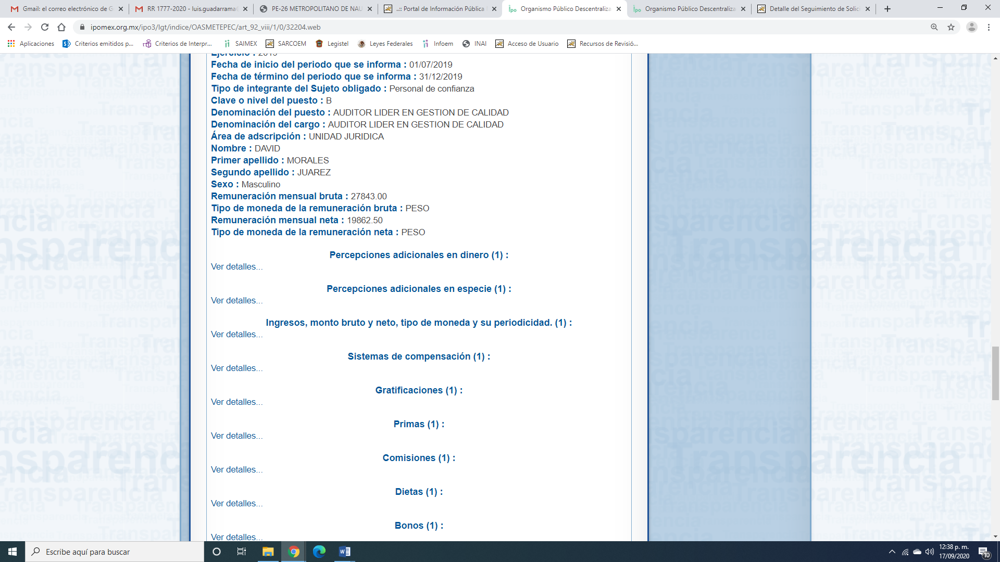 Gmail: el correo electrónico de G
RR 1777-2020 - luis.guadarrama
PE-26 METROPOLITANO DE NAU
..:: Portal de Información Pública
Organismo Público Descentraliza
Organismo Público Descentraliza
Detalle del Seguimiento de Solici
ipomex.org.mx/ipo3/lgt/indice/OASMETEPEC/art_92_viii/1/0/32204.web
Aplicaciones
Criterios emitidos p...
Criterios de Interpr...
SAIMEX
SARCOEM
Legistel
Leyes Federales
Infoem
INAI
Acceso de Usuario
Recursos de Revisió...
Ejercicio : 2019
Fecha de inicio del periodo que se informa : 01/07/2019
Fecha de término del periodo que se informa : 31/12/2019
Tipo de integrante del Sujeto obligado : Personal de confianza
Clave o nivel del puesto : B
Denominación del puesto : AUDITOR LIDER EN GESTION DE CALIDAD
Denominación del cargo : AUDITOR LIDER EN GESTION DE CALIDAD
Área de adscripción : UNIDAD JURIDICA
Nombre : DAVID
Primer apellido : MORALES
Segundo apellido : JUAREZ
Sexo : Masculino
Remuneración mensual bruta : 27843.00
Tipo de moneda de la remuneración bruta : PESO
Remuneración mensual neta : 19862.50
Tipo de moneda de la remuneración neta : PESO
Percepciones adicionales en dinero (1) :
Ver detalles...
Percepciones adicionales en especie (1) :
Ver detalles...
Ingresos, monto bruto y neto, tipo de moneda y su periodicidad. (1) :
Ver detalles...
Sistemas de compensación (1) :
Ver detalles...
Gratificaciones (1) :
Ver detalles...
Primas (1) :
Ver detalles...
Comisiones (1) :
Ver detalles...
Dietas (1) :
Ver detalles...
Bonos (1) :
Ver detalles...
Escribe aquí para buscar
12:38 p. m.
17/09/2020
10